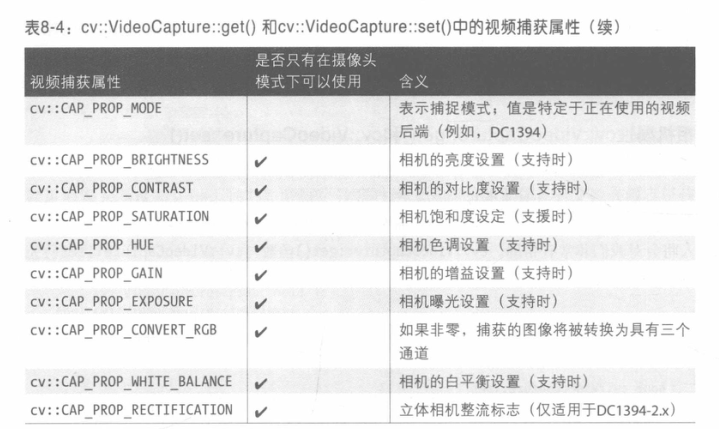 表8-4：cv::VideoCapture::get() 和cv::VideoCapture::set()中的视频捕获属性（续）
是否只有在摄像头
视频捕获属性 模式下可以使用 含义
cv::CAP_PROP_MODE 表示捕捉模式，值是特定于正在使用的视频
后端（例如，DC1394）
cv::CAP_PROP_BRIGHTNESS ✔ 相机的亮度设置（支持时）
cv::CAP_PROP_CONTRAST ✔ 相机的对比度设置（支持时）
cv::CAP_PROP_SATURATION ✔ 相机饱和度设定（支援时）
cv::CAP_PROP_HUE ✔ 相机色调设置（支持时）
cv::CAP_PROP_GAIN ✔ 相机的增益设置（支持时）
cv::CAP_PROP_EXPOSURE ✔ 相机曝光设置（支持时）
cv::CAP_PROP_CONVERT_RGB ✔ 如果非零，捕获的图像将被转换为具有三个
通道
cv::CAP_PROP_WHITE_BALANCE ✔ 相机的白平衡设置（支持时）
cv::CAP_PROP_RECTIFICATION ✔ 立体相机整流标志（仅适用于DC1394-2.x）